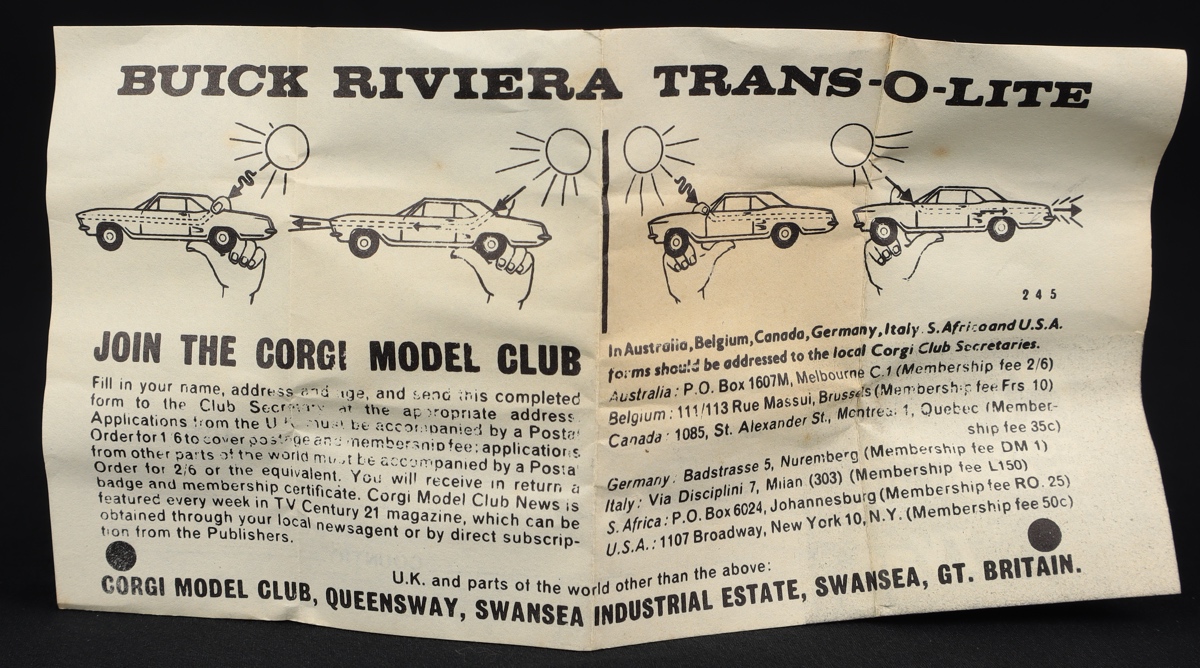 BUICK RIVIERA TRANS-O-LITE
245
JOIN THE CORGI MODEL CLUB
Fill in your name, address and age, and send this completed
form to the Club Secretary at the appropriate address
Applications from the U.K. must be accompanied by a Postal
Order for 1/6 to cover postage and membership fee; applications
from other parts of the world must be accompanied by a Postal
Order for 2/6 or the equivalent. You will receive in return a
badge and membership certificate. Corgi Model Club News is
featured every week in TV Century 21 magazine, which can be
obtained through your local newsagent or by direct subscrip-
tion from the Publishers.
In Australia, Belgium, Canada, Germany, Italy. S. Africa and U.S.A.
forms should be addressed to the local Corgi Club Secretaries.
Australia: P.O. Box 1607M, Melbourne C.1 (Membership fee 2/6)
Belgium: 111/113 Rue Massui, Brussels (Membership fee Frs 10)
Canada: 1085, St. Alexander St., Montreal 1, Quebec (Member-
ship fee 35c)
Germany: Badstrasse 5, Nuremberg (Membership fee DM 1)
Italy: Via Disciplini 7, Milan (303) (Membership fee L150)
S. Africa: P.O. Box 6024, Johannesburg (Membership fee RO. 25)
U.S.A.: 1107 Broadway, New York 10, N.Y. (Membership fee 50c)
U.K. and parts of the world other than the above:
CORGI MODEL CLUB, QUEENSWAY, SWANSEA INDUSTRIAL ESTATE, SWANSEA, GT. BRITAIN.